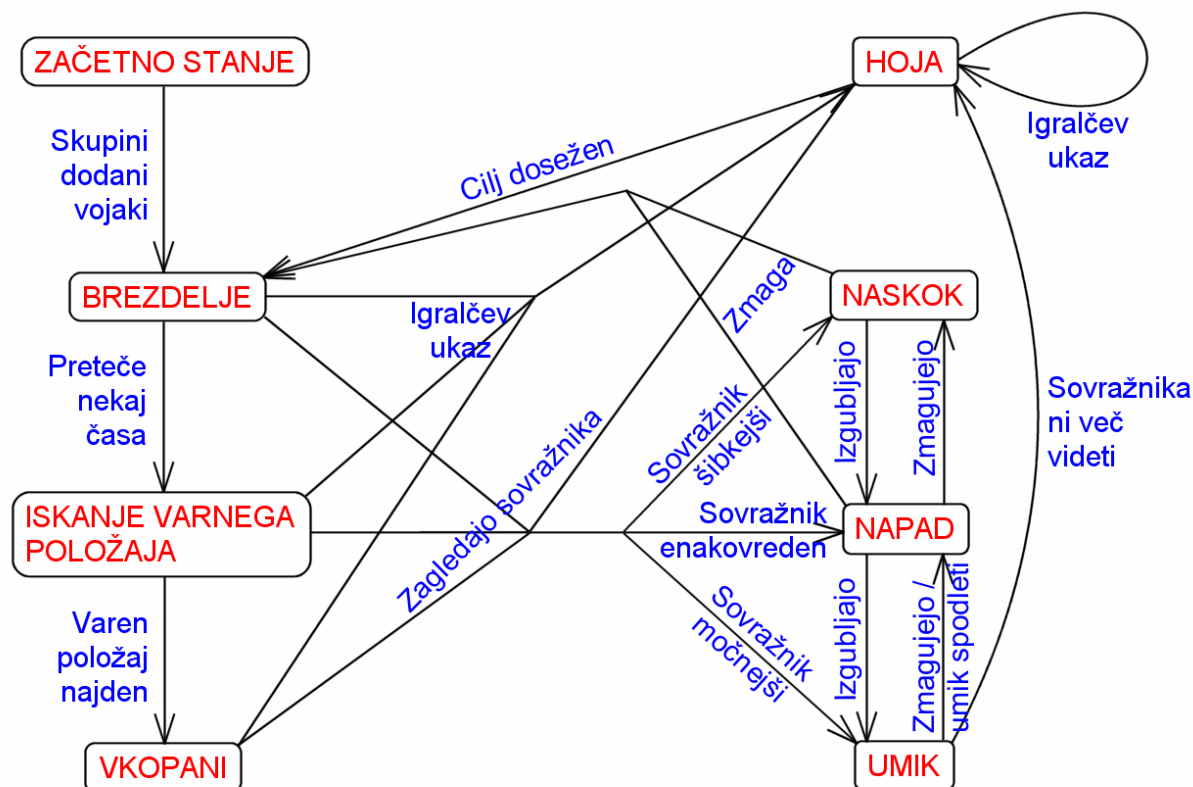 ZAČETNO STANJE
HOJA
Igralčev
ukaz
Skupini
dodani
vojaki
Cilj dosežen
BREZDELJE
Igralčev
ukaz
Zmaga
NASKOK
Preteče
nekaj
časa
Sovražnik
šibkejši
Izgubljajo
Zmagujejo
Sovražnika
ni več
videti
Zagledajo sovražnika
ISKANJE VARNEGA
POLOŽAJA
Sovražnik
enakovreden
NAPAD
Varen
položaj
najden
Sovražnik
močnejši
Izgubljajo
Zmagujejo /
umik spodleti
VKOPANI
UMIK